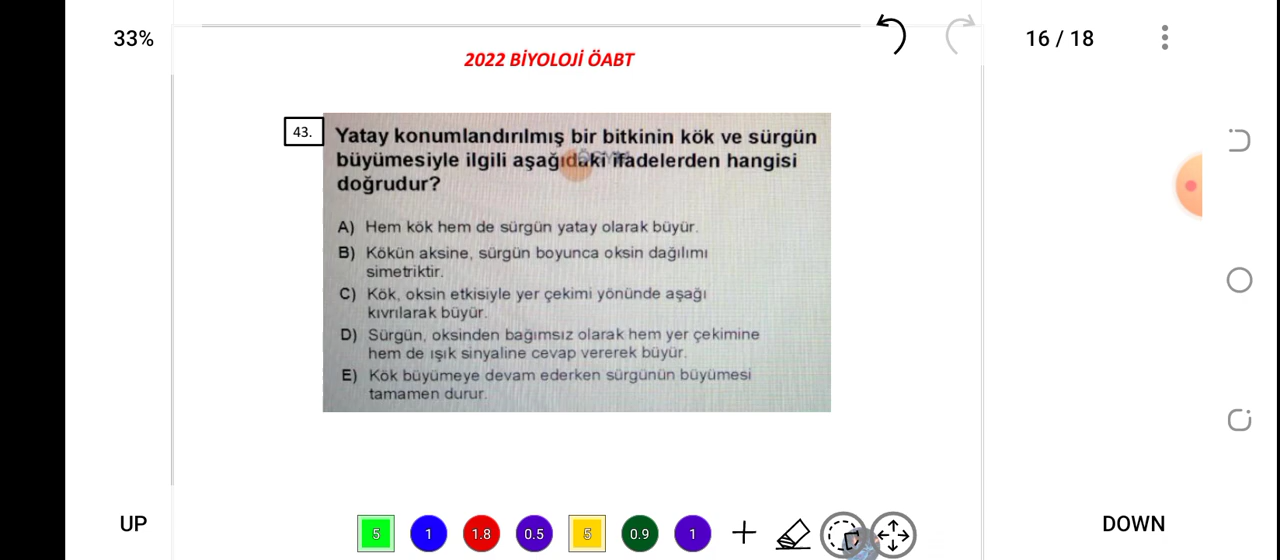 33%
16 / 18
2022 BİYOLOJİ ÖABT
43.
Yatay konumlandırılmış bir bitkinin kök ve sürgün
büyümesiyle ilgili aşağıdaki ifadelerden hangisi
doğrudur?
A) Hem kök hem de sürgün yatay olarak büyür.
B) Kökün aksine, sürgün boyunca oksin dağılımı
simetriktir.
C) Kök, oksin etkisiyle yer çekimi yönünde aşağı
kıvrılarak büyür.
D) Sürgün, oksinden bağımsız olarak hem yer çekimine
hem de ışık sinyaline cevap vererek büyür.
E) Kök büyümeye devam ederken sürgünün büyümesi
tamamen durur.
UP
5 1 1.8 0.5 5 0.9 1
DOWN